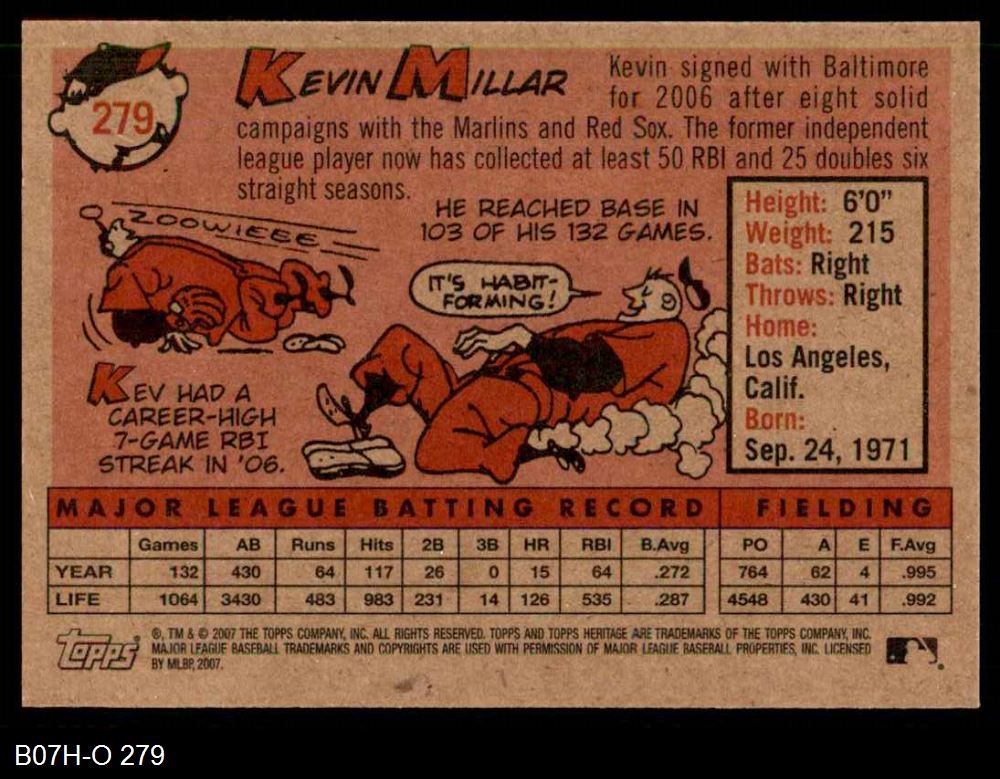 279
KEVIN MILLAR
Kevin signed with Baltimore
for 2006 after eight solid
campaigns with the Marlins and Red Sox. The former independent
league player now has collected at least 50 RBI and 25 doubles six
straight seasons.
ZOOWIEEE
HE REACHED BASE IN
103 OF HIS 132 GAMES.
IT'S HABIT-
FORMING!
KEV HAD A
CAREER-HIGH
7-GAME RBI
STREAK IN '06.
Height: 6'0"
Weight: 215
Bats: Right
Throws: Right
Home:
Los Angeles,
Calif.
Born:
Sep. 24, 1971
MAJOR LEAGUE BATTING RECORD FIELDING
Games AB Runs Hits 2B 3B HR RBI B.Avg PO A E F.Avg
YEAR 132 430 64 117 26 0 15 64 .272 764 62 4 .995
LIFE 1064 3430 483 983 231 14 126 535 .287 4548 430 41 .992
Topps
®, TM & © 2007 THE TOPPS COMPANY, INC. ALL RIGHTS RESERVED. TOPPS AND TOPPS HERITAGE ARE TRADEMARKS OF THE TOPPS COMPANY, INC.
MAJOR LEAGUE BASEBALL TRADEMARKS AND COPYRIGHTS ARE USED WITH PERMISSION OF MAJOR LEAGUE BASEBALL PROPERTIES, INC. LICENSED
BY MLBP, 2007.
B07H-O 279